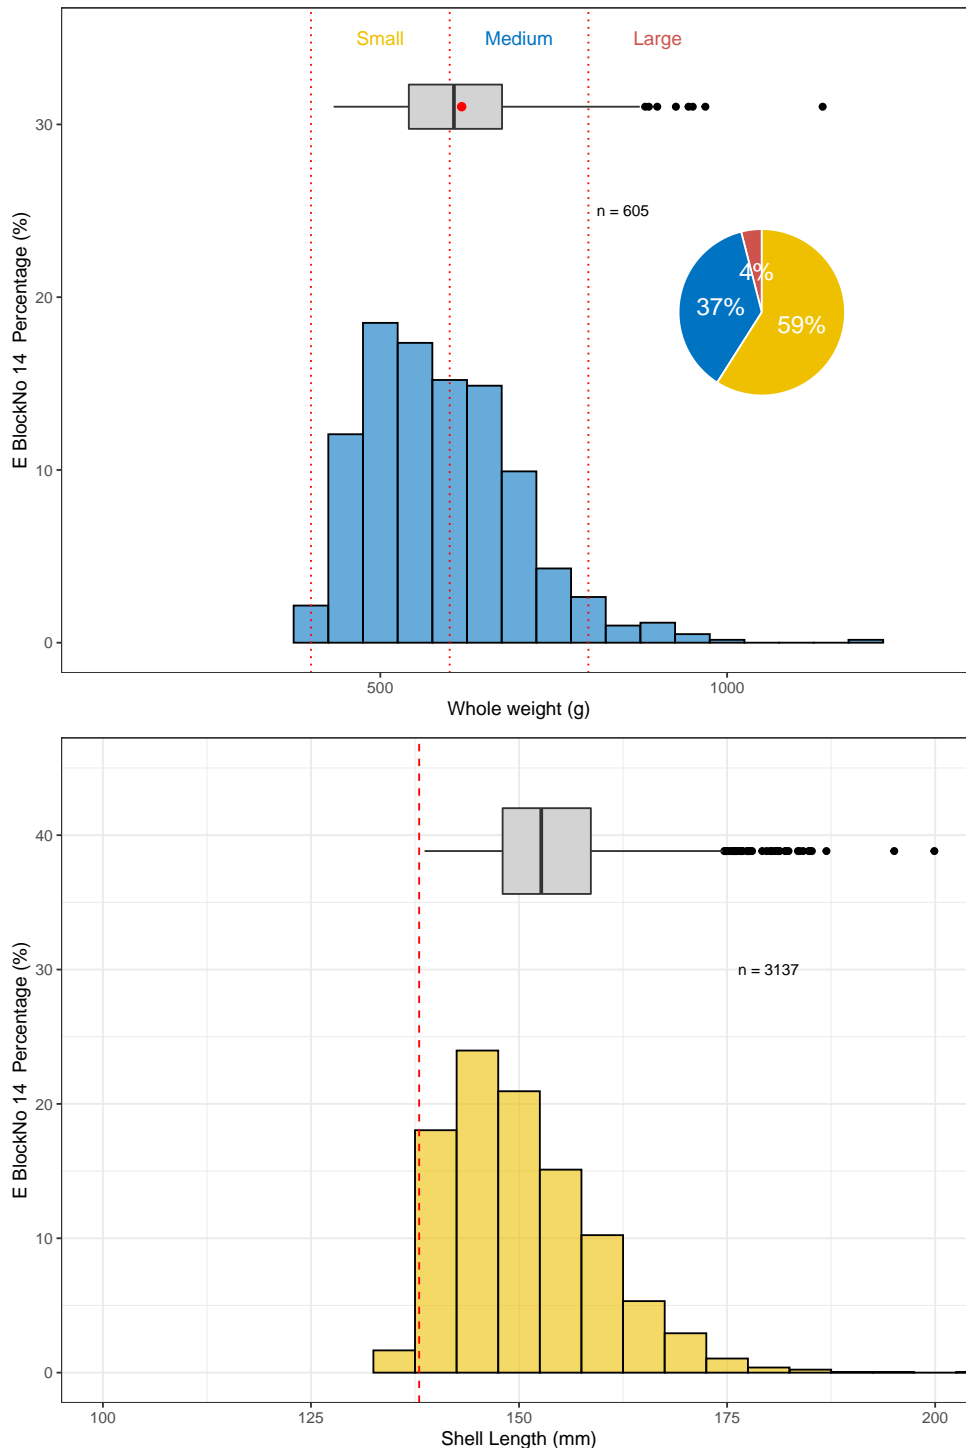 Small Medium Large
30
n = 605
20
4%
37%
59%
10
0
E BlockNo 14  Percentage (%)
500 1000
Whole weight (g)
40
30
n = 3137
20
10
0
E BlockNo 14  Percentage (%)
100 125 150 175 200
Shell Length (mm)